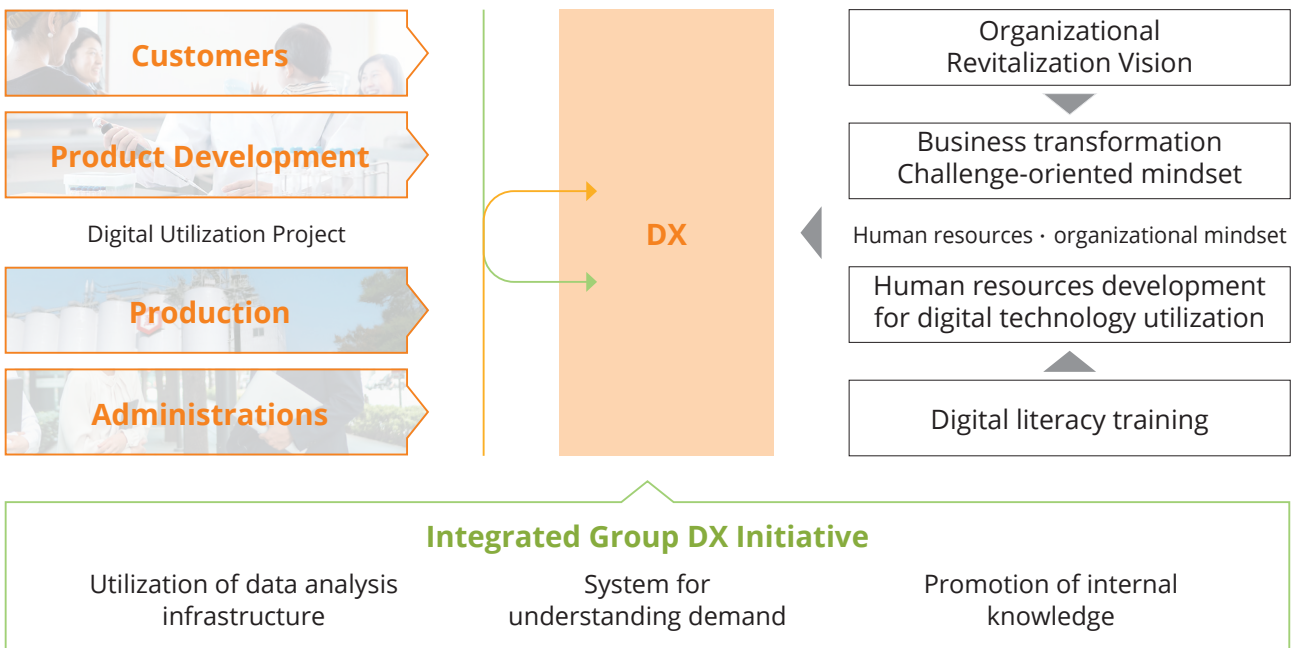 Customers
Product Development
Digital Utilization Project
Production
Administrations
DX
Organizational
Revitalization Vision
Business transformation
Challenge-oriented mindset
Human resources · organizational mindset
Human resources development
for digital technology utilization
Digital literacy training
Integrated Group DX Initiative
Utilization of data analysis
infrastructure
System for
understanding demand
Promotion of internal
knowledge